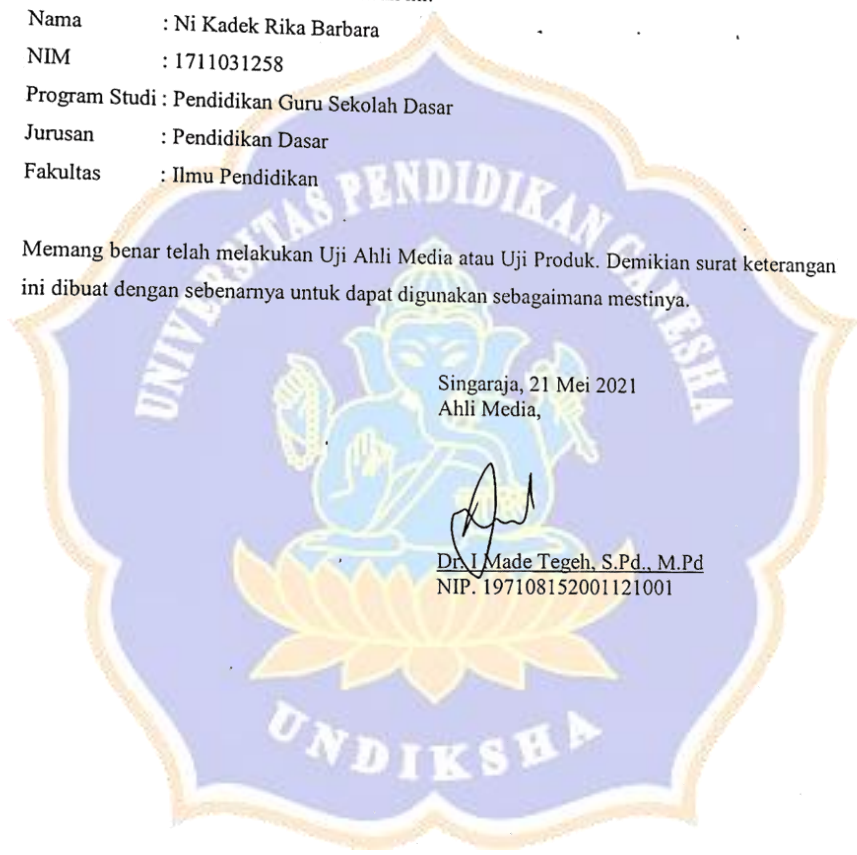 Nama : Ni Kadek Rika Barbara
NIM : 1711031258
Program Studi : Pendidikan Guru Sekolah Dasar
Jurusan : Pendidikan Dasar
Fakultas : Ilmu Pendidikan
UNIVERSITAS PENDIDIKAN GANESHA
Memang benar telah melakukan Uji Ahli Media atau Uji Produk. Demikian surat keterangan
ini dibuat dengan sebenarnya untuk dapat digunakan sebagaimana mestinya.
Singaraja, 21 Mei 2021
Ahli Media,
Dr. I Made Tegeh, S.Pd., M.Pd
NIP. 197108152001121001
UNDIKSHA